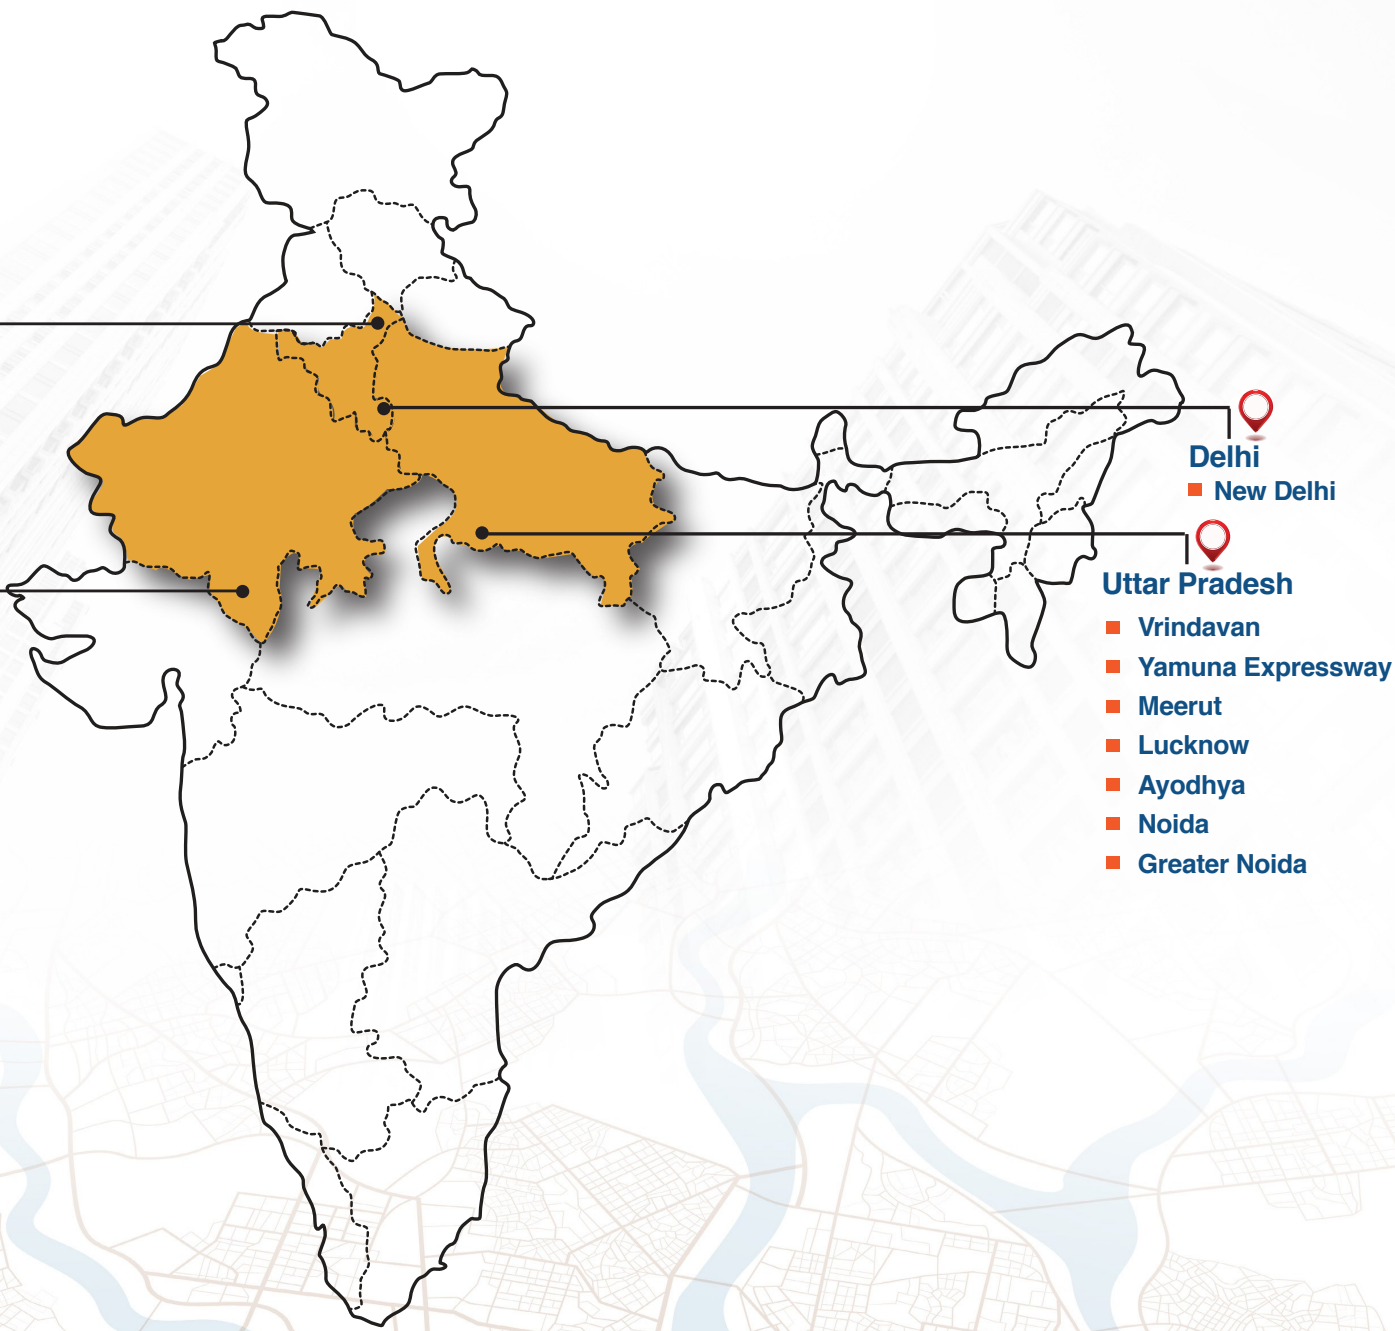 Delhi
New Delhi
Uttar Pradesh
Vrindavan
Yamuna Expressway
Meerut
Lucknow
Ayodhya
Noida
Greater Noida